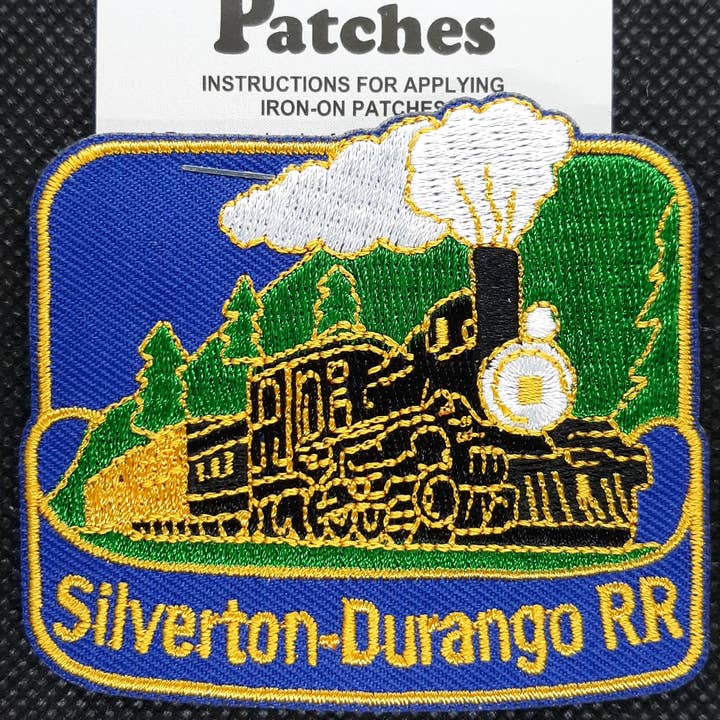 Patches
INSTRUCTIONS FOR APPLYING
IRON-ON PATCHES
Silverton-Durango RR